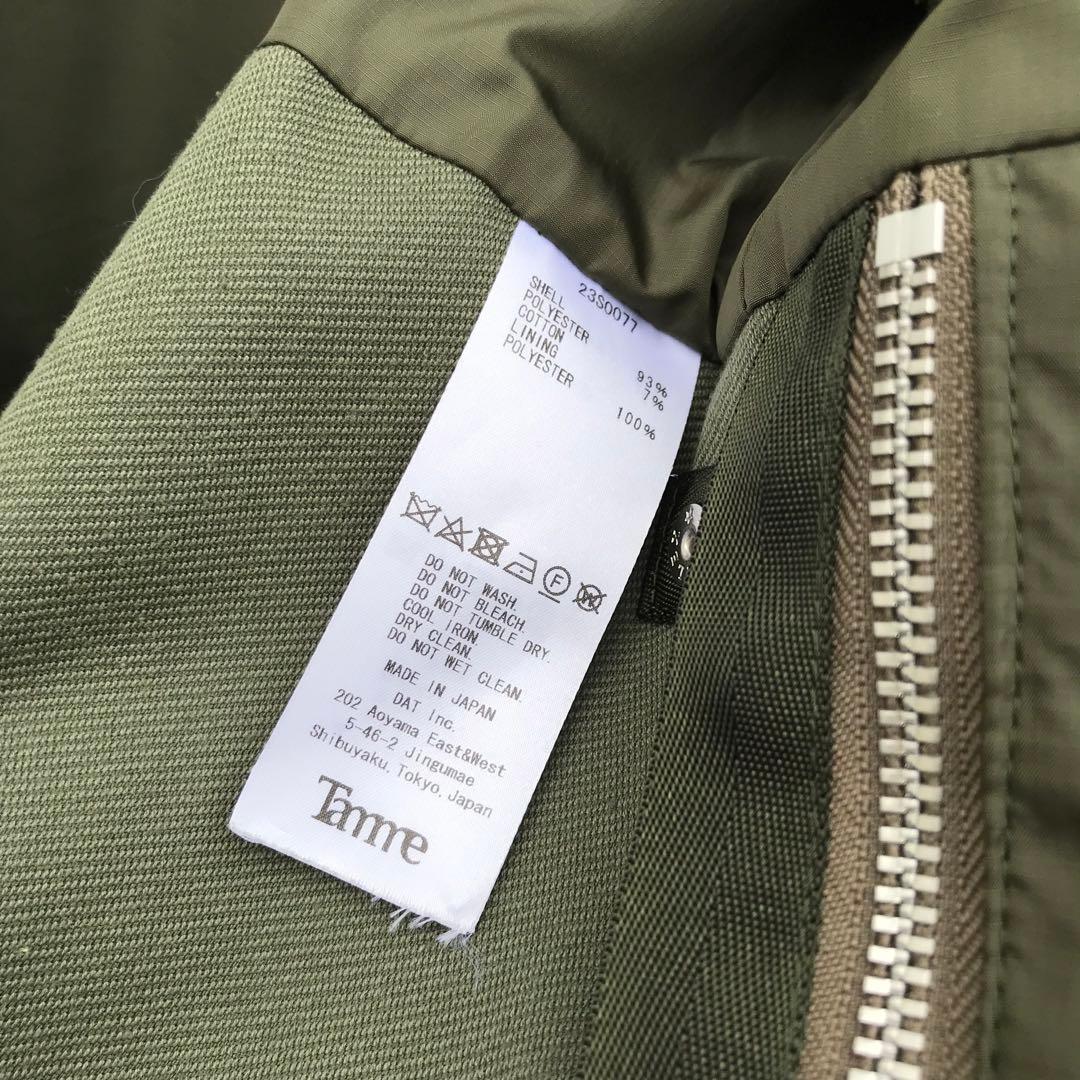 23S0077
SHELL
POLYESTER 93%
COTTON 7%
LINING
POLYESTER 100%
F
DO NOT WASH.
DO NOT BLEACH.
DO NOT TUMBLE DRY.
COOL IRON.
DRY CLEAN.
DO NOT WET CLEAN.
MADE IN JAPAN
DAT Inc.
202 Aoyama East&West
5-46-2 Jingumae
Shibuyaku, Tokyo, Japan
Tamme